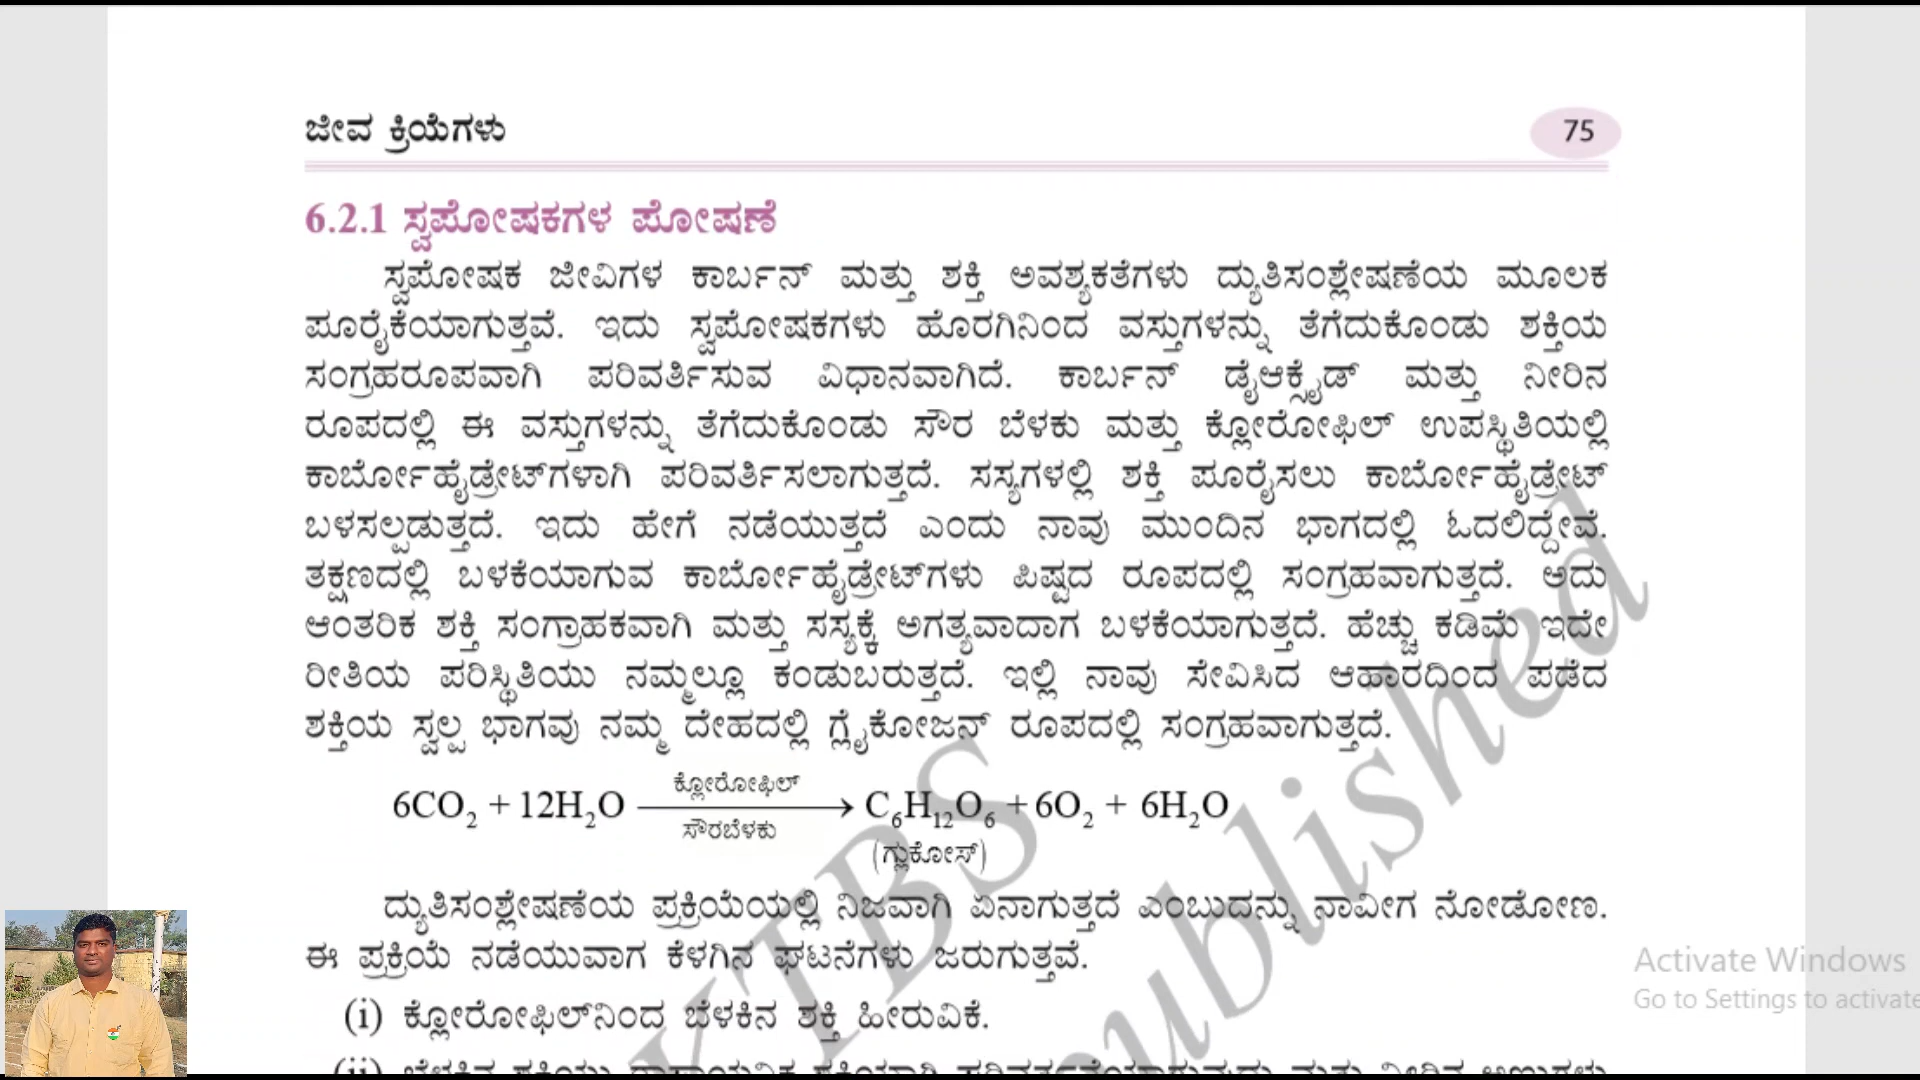 ಜೀವ ಕ್ರಿಯೆಗಳು
75
6.2.1 ಸ್ವಪೋಷಕಗಳ ಪೋಷಣೆ
ಸ್ವಪೋಷಕ ಜೀವಿಗಳ ಕಾರ್ಬನ್ ಮತ್ತು ಶಕ್ತಿ ಅವಶ್ಯಕತೆಗಳು ದ್ಯುತಿಸಂಶ್ಲೇಷಣೆಯ ಮೂಲಕ
ಪೂರೈಕೆಯಾಗುತ್ತವೆ. ಇದು ಸ್ವಪೋಷಕಗಳು ಹೊರಗಿನಿಂದ ವಸ್ತುಗಳನ್ನು ತೆಗೆದುಕೊಂಡು ಶಕ್ತಿಯ
ಸಂಗ್ರಹರೂಪವಾಗಿ ಪರಿವರ್ತಿಸುವ ವಿಧಾನವಾಗಿದೆ. ಕಾರ್ಬನ್ ಡೈಆಕ್ಸೈಡ್ ಮತ್ತು ನೀರಿನ
ರೂಪದಲ್ಲಿ ಈ ವಸ್ತುಗಳನ್ನು ತೆಗೆದುಕೊಂಡು ಸೌರ ಬೆಳಕು ಮತ್ತು ಕ್ಲೋರೋಫಿಲ್ ಉಪಸ್ಥಿತಿಯಲ್ಲಿ
ಕಾರ್ಬೋಹೈಡ್ರೇಟ್‌ಗಳಾಗಿ ಪರಿವರ್ತಿಸಲಾಗುತ್ತದೆ. ಸಸ್ಯಗಳಲ್ಲಿ ಶಕ್ತಿ ಪೂರೈಸಲು ಕಾರ್ಬೋಹೈಡ್ರೇಟ್
ಬಳಸಲ್ಪಡುತ್ತದೆ. ಇದು ಹೇಗೆ ನಡೆಯುತ್ತದೆ ಎಂದು ನಾವು ಮುಂದಿನ ಭಾಗದಲ್ಲಿ ಓದಲಿದ್ದೇವೆ.
ತಕ್ಷಣದಲ್ಲಿ ಬಳಕೆಯಾಗುವ ಕಾರ್ಬೋಹೈಡ್ರೇಟ್‌ಗಳು ಪಿಷ್ಟದ ರೂಪದಲ್ಲಿ ಸಂಗ್ರಹವಾಗುತ್ತದೆ. ಅದು
ಆಂತರಿಕ ಶಕ್ತಿ ಸಂಗ್ರಾಹಕವಾಗಿ ಮತ್ತು ಸಸ್ಯಕ್ಕೆ ಅಗತ್ಯವಾದಾಗ ಬಳಕೆಯಾಗುತ್ತದೆ. ಹೆಚ್ಚು ಕಡಿಮೆ ಇದೇ
ರೀತಿಯ ಪರಿಸ್ಥಿತಿಯು ನಮ್ಮಲ್ಲೂ ಕಂಡುಬರುತ್ತದೆ. ಇಲ್ಲಿ ನಾವು ಸೇವಿಸಿದ ಆಹಾರದಿಂದ ಪಡೆದ
ಶಕ್ತಿಯ ಸ್ವಲ್ಪ ಭಾಗವು ನಮ್ಮ ದೇಹದಲ್ಲಿ ಗ್ಲೈಕೋಜನ್ ರೂಪದಲ್ಲಿ ಸಂಗ್ರಹವಾಗುತ್ತದೆ.
ಕ್ಲೋರೋಫಿಲ್
6CO₂ + 12H₂O ⟶ C₆H₁₂O₆ + 6O₂ + 6H₂O
ಸೌರಬೆಳಕು
(ಗ್ಲುಕೋಸ್)
ದ್ಯುತಿಸಂಶ್ಲೇಷಣೆಯ ಪ್ರಕ್ರಿಯೆಯಲ್ಲಿ ನಿಜವಾಗಿ ಏನಾಗುತ್ತದೆ ಎಂಬುದನ್ನು ನಾವೀಗ ನೋಡೋಣ.
ಈ ಪ್ರಕ್ರಿಯೆ ನಡೆಯುವಾಗ ಕೆಳಗಿನ ಘಟನೆಗಳು ಜರುಗುತ್ತವೆ.
(i) ಕ್ಲೋರೋಫಿಲ್‌ನಿಂದ ಬೆಳಕಿನ ಶಕ್ತಿ ಹೀರುವಿಕೆ.
KTBS
ublished
Activate Windows
Go to Settings to activate